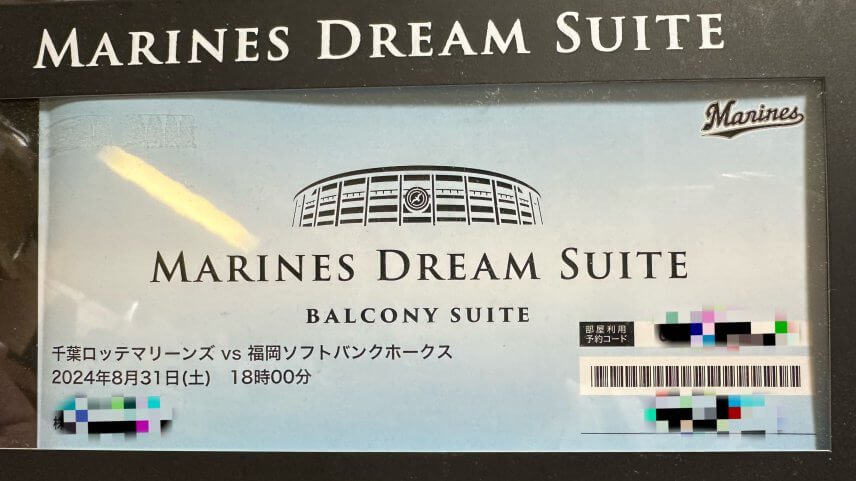 MARINES DREAM SUITE
Marines
MARINES DREAM SUITE
BALCONY SUITE
部屋利用
予約コード
千葉ロッテマリーンズ vs 福岡ソフトバンクホークス
2024年8月31日(土) 18時00分
株